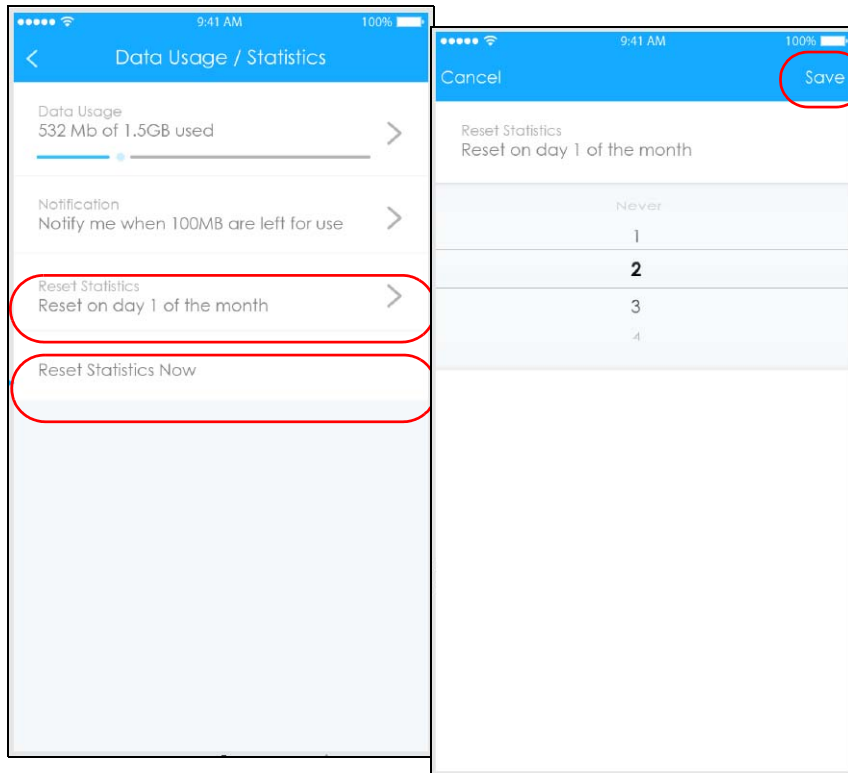 9:41 AM
100%
Data Usage / Statistics
Data Usage
532 Mb of 1.5GB used
Notification
Notify me when 100MB are left for use
Reset Statistics
Reset on day 1 of the month
Reset Statistics Now
9:41 AM
100%
Cancel
Save
Reset Statistics
Reset on day 1 of the month
Never
1
2
3
4